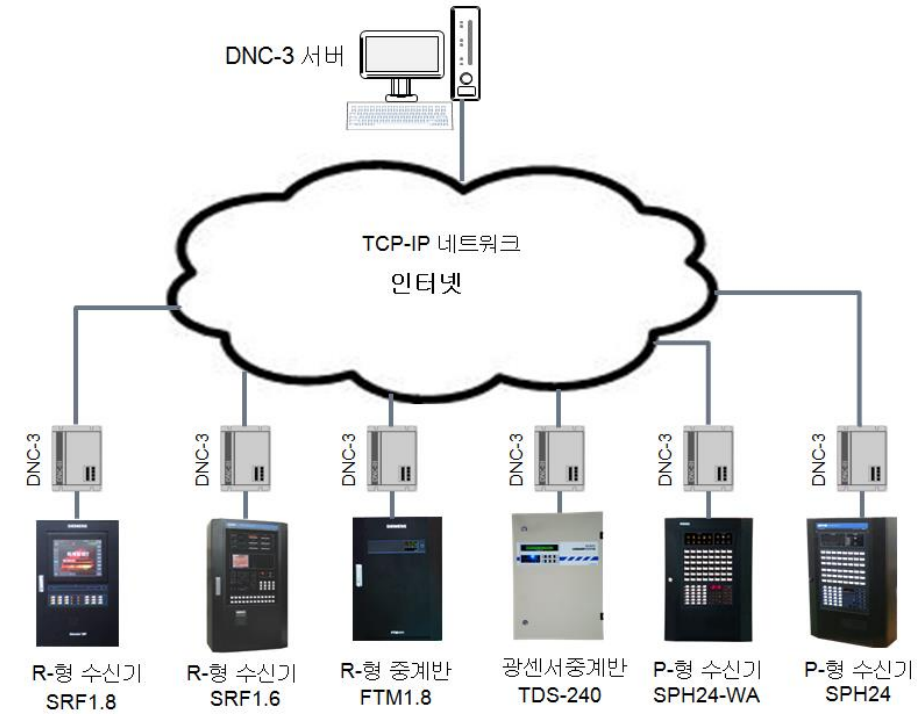 DNC-3 서버
TCP-IP 네트워크
인터넷
DNC-3
DNC-3
DNC-3
DNC-3
DNC-3
DNC-3
SIEMENS
SIEMENS
R-형 수신기
SRF1.8
R-형 수신기
SRF1.6
R-형 중계반
FTM1.8
광센서중계반
TDS-240
P-형 수신기
SPH24-WA
P-형 수신기
SPH24